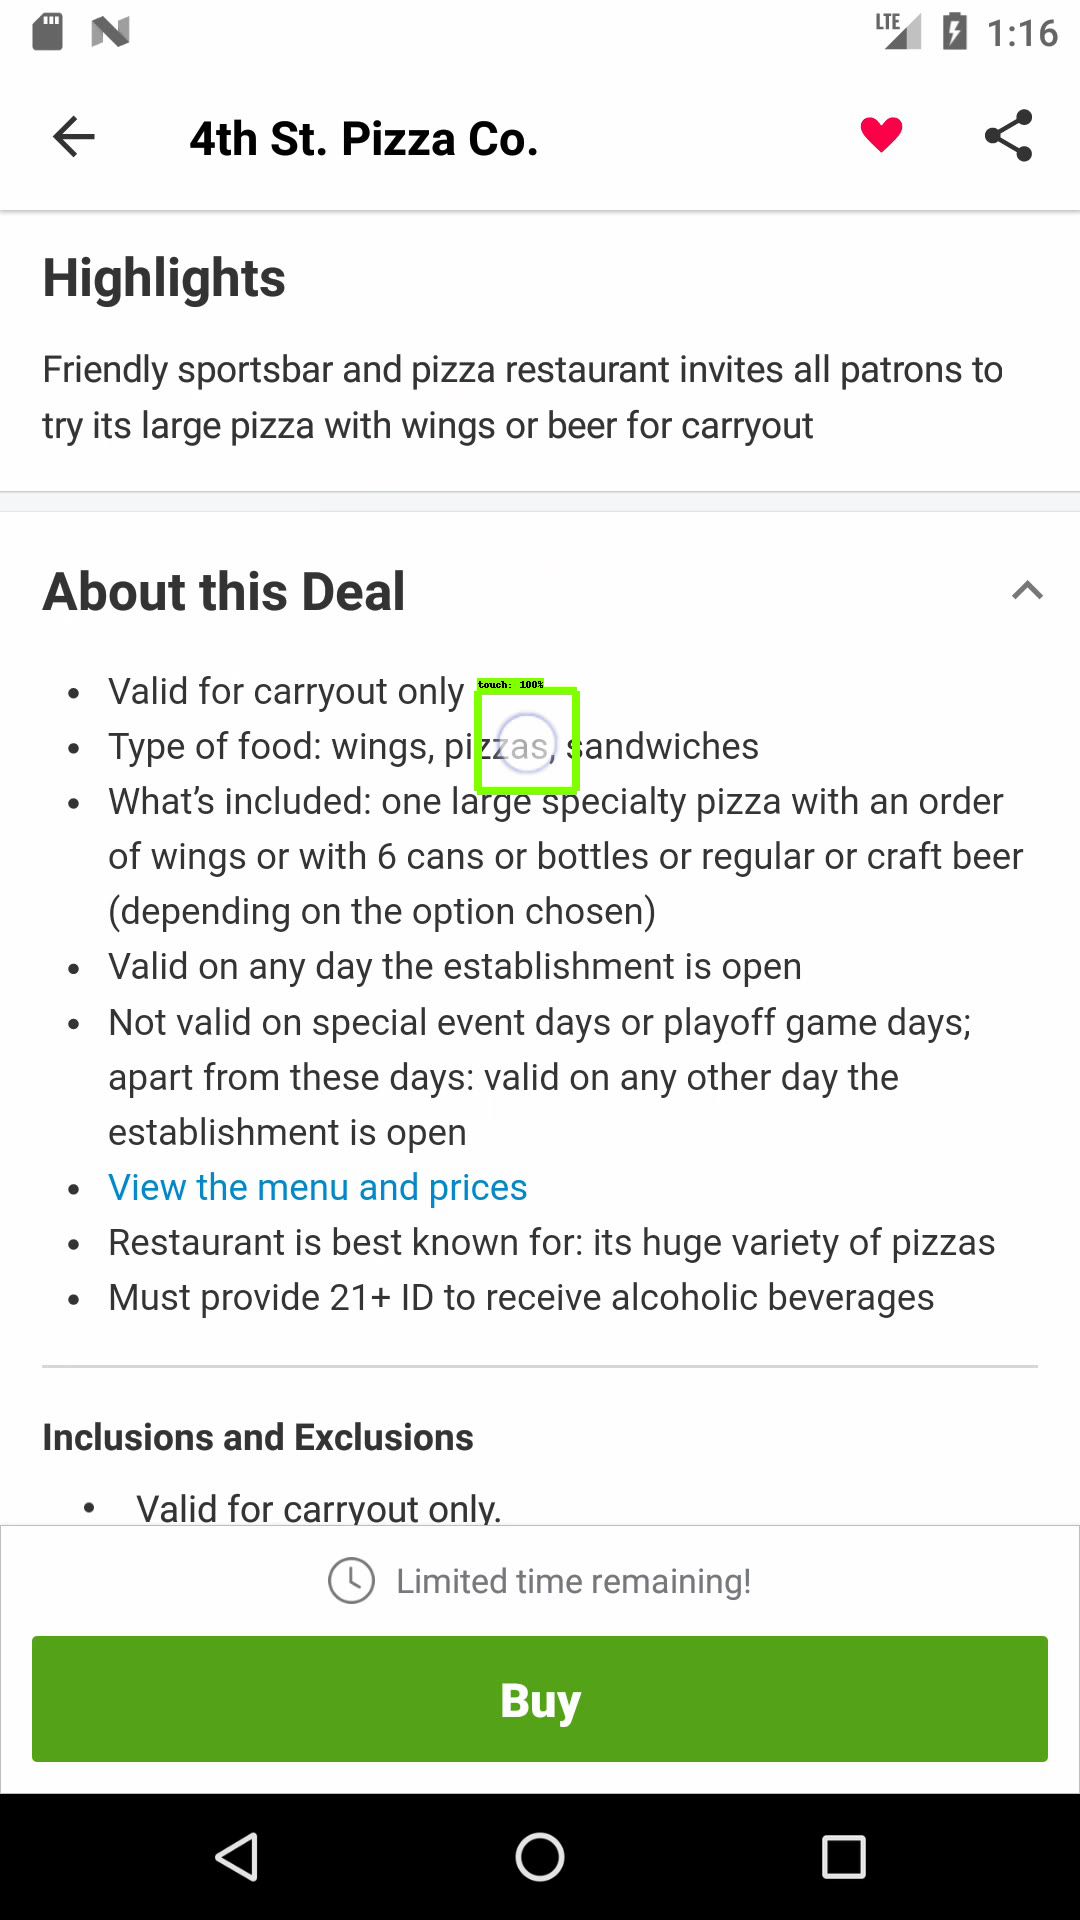 LTE 1:16
4th St. Pizza Co.
Highlights
Friendly sportsbar and pizza restaurant invites all patrons to
try its large pizza with wings or beer for carryout
About this Deal
• Valid for carryout only
touch: 100%
• Type of food: wings, pizzas, sandwiches
• What's included: one large specialty pizza with an order
of wings or with 6 cans or bottles or regular or craft beer
(depending on the option chosen)
• Valid on any day the establishment is open
• Not valid on special event days or playoff game days;
apart from these days: valid on any other day the
establishment is open
• View the menu and prices
• Restaurant is best known for: its huge variety of pizzas
• Must provide 21+ ID to receive alcoholic beverages
Inclusions and Exclusions
• Valid for carryout only.
Limited time remaining!
Buy